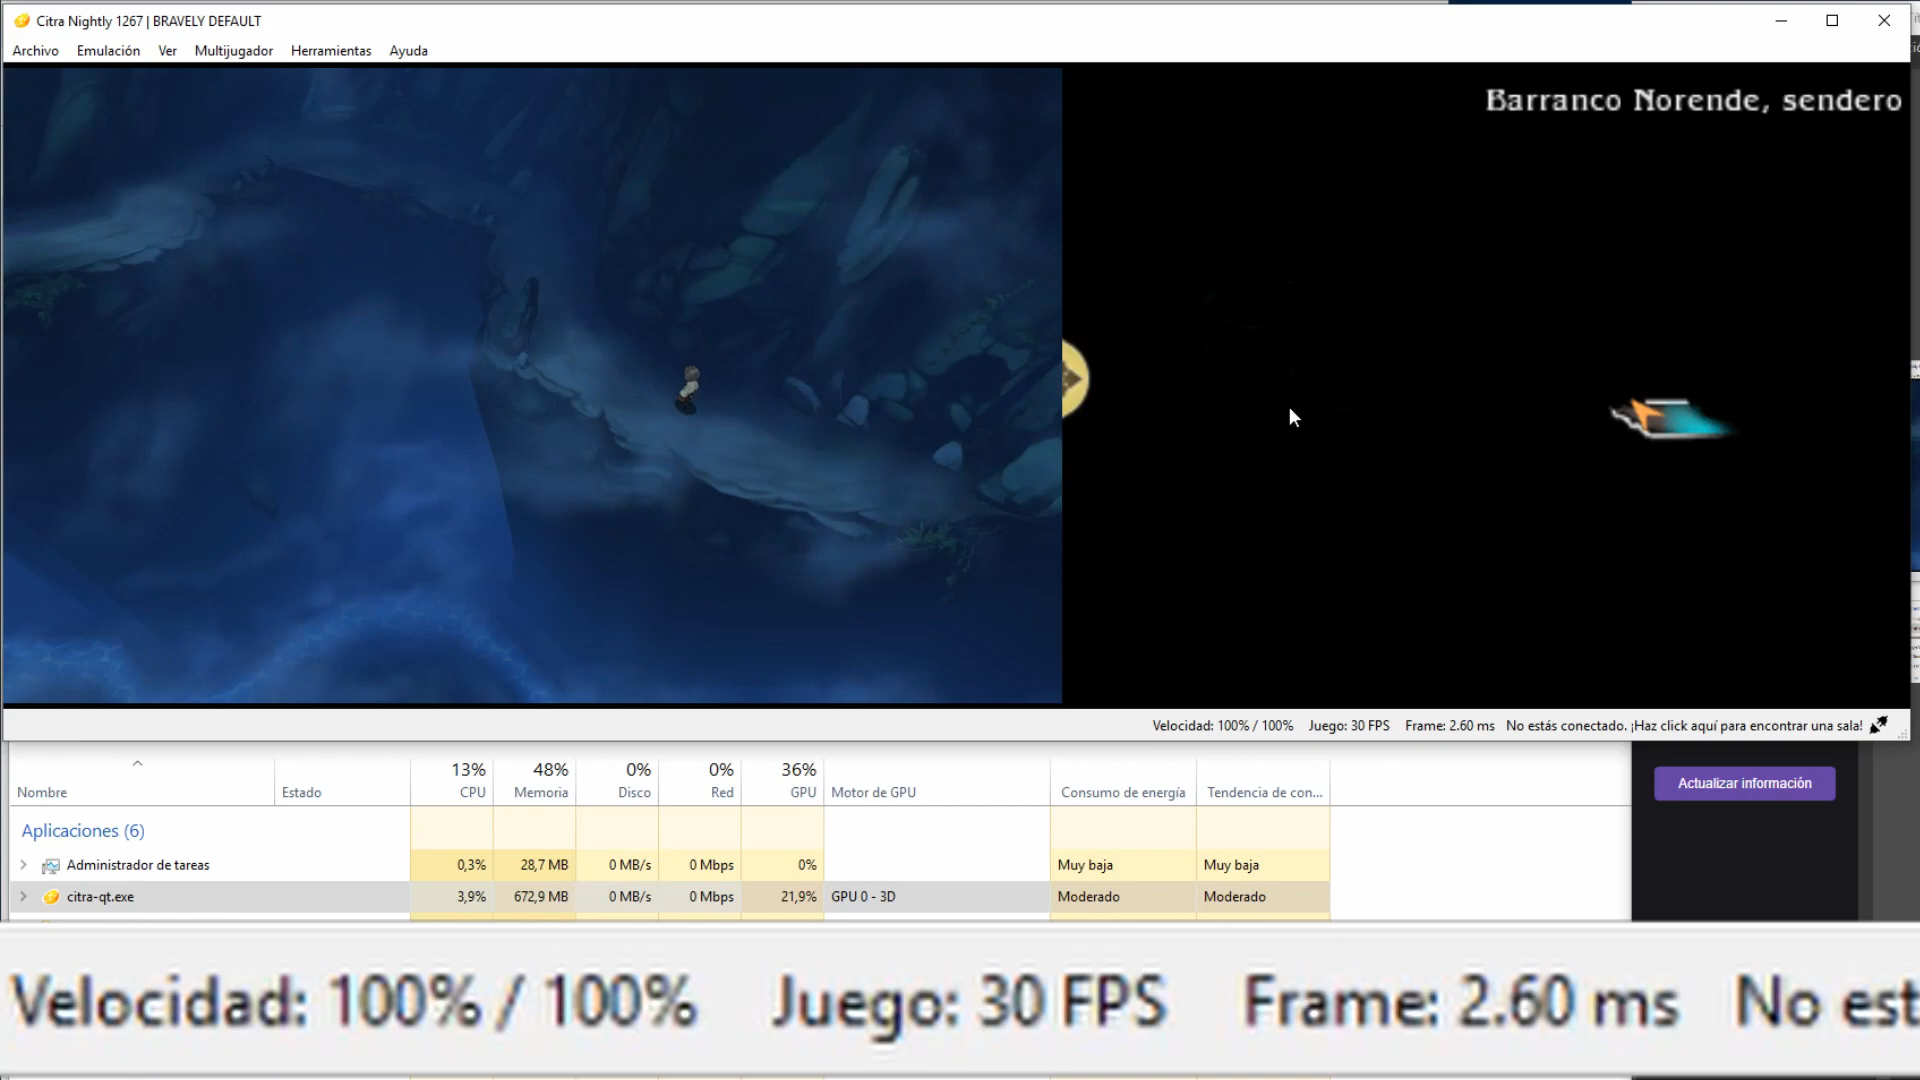 Citra Nightly 1267 | BRAVELY DEFAULT
Archivo Emulación Ver Multijugador Herramientas Ayuda
Barranco Norende, sendero
Velocidad: 100% / 100% Juego: 30 FPS Frame: 2.60 ms No estás conectado. ¡Haz click aquí para encontrar una sala!
13% 48% 0% 0% 36%
Nombre Estado CPU Memoria Disco Red GPU Motor de GPU Consumo de energía Tendencia de con...
Actualizar información
Aplicaciones (6)
Administrador de tareas 0,3% 28,7 MB 0 MB/s 0 Mbps 0% Muy baja Muy baja
citra-qt.exe 3,9% 672,9 MB 0 MB/s 0 Mbps 21,9% GPU 0 - 3D Moderado Moderado
Velocidad: 100% / 100% Juego: 30 FPS Frame: 2.60 ms No est